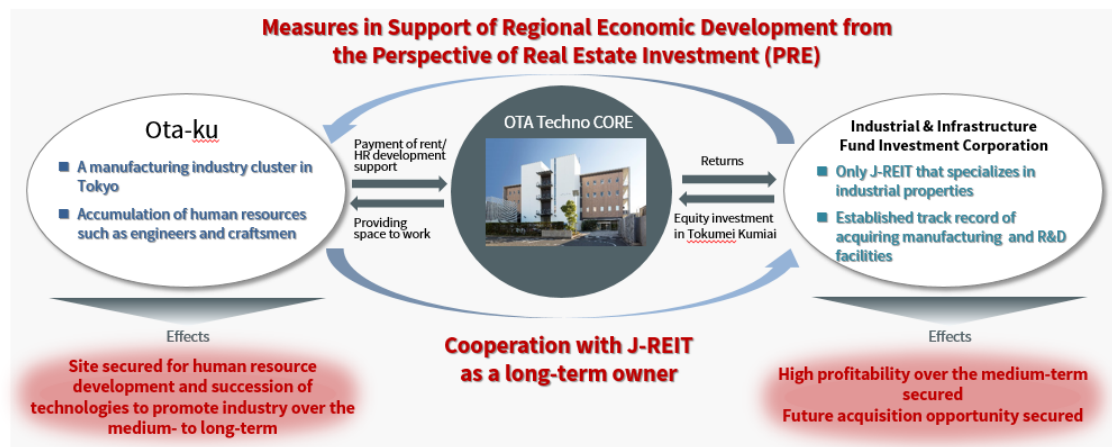 Measures in Support of Regional Economic Development from
the Perspective of Real Estate Investment (PRE)
Ota-ku
■ A manufacturing industry cluster in
Tokyo
■ Accumulation of human resources
such as engineers and craftsmen
Payment of rent/
HR development
support
Providing
space to work
OTA Techno CORE
Returns
Equity investment
in Tokumei Kumiai
Industrial & Infrastructure
Fund Investment Corporation
■ Only J-REIT that specializes in
industrial properties
■ Established track record of
acquiring manufacturing and R&D
facilities
Effects
Site secured for human resource
development and succession of
technologies to promote industry over the
medium- to long-term
Cooperation with J-REIT
as a long-term owner
Effects
High profitability over the medium-term
secured
Future acquisition opportunity secured